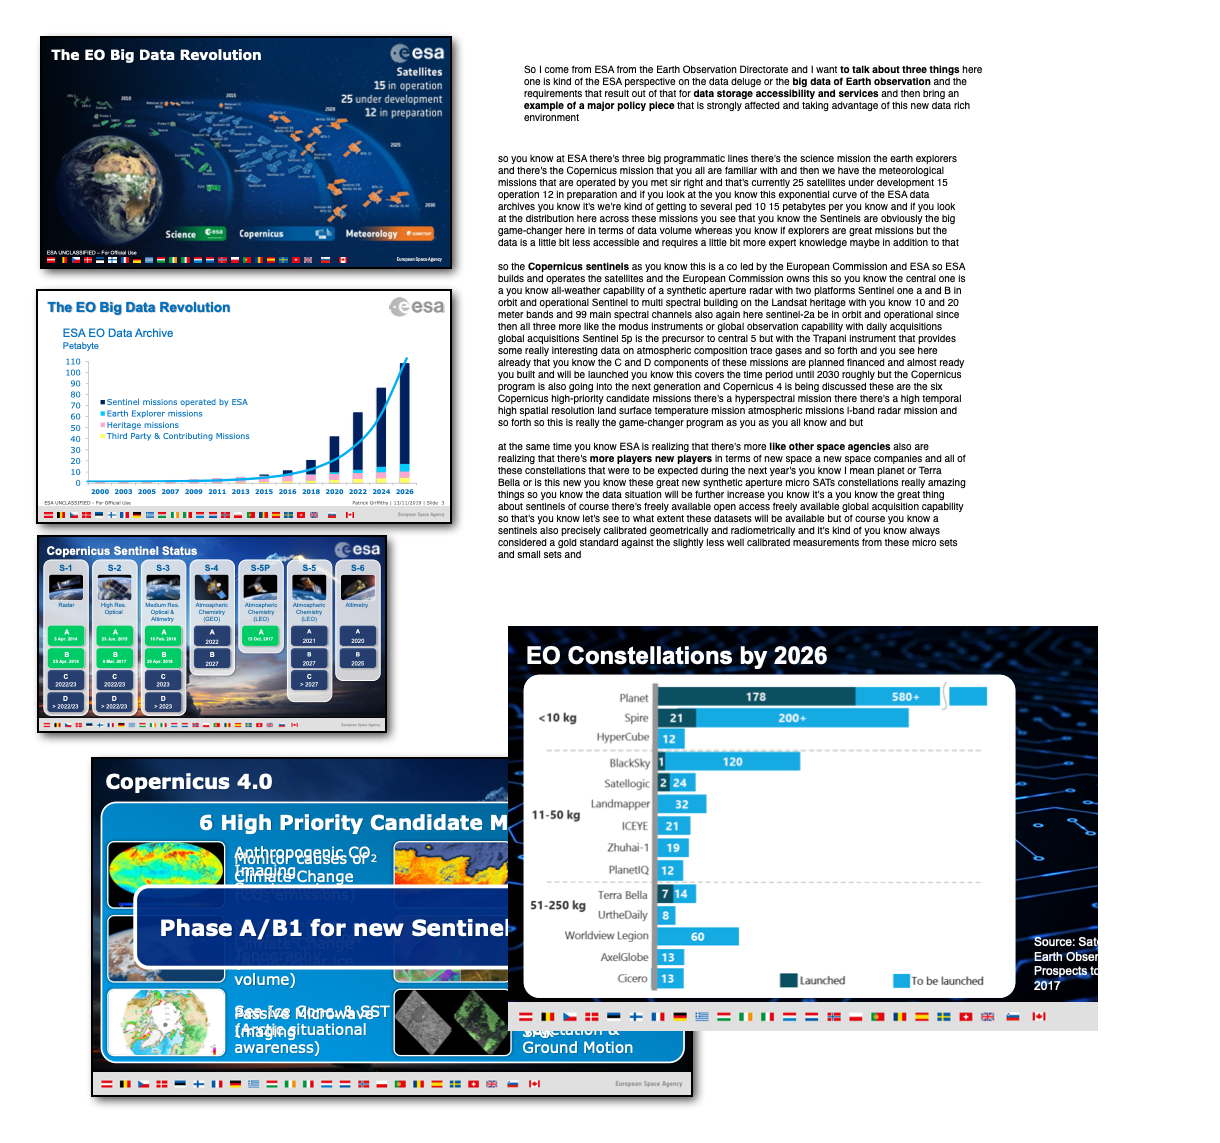 The EO Big Data Revolution
esa
Satellites
15 in operation
25 under development
12 in preparation
2010
2015
2020
2025
2030
Science esa
Copernicus
Meteorology
ESA UNCLASSIFIED – For Official Use
European Space Agency
The EO Big Data Revolution
esa
ESA EO Data Archive
Petabyte
110
100
90
80
70
60
50
40
30
20
10
0
Sentinel missions operated by ESA
Earth Explorer missions
Heritage missions
Third Party & Contributing Missions
2000 2003 2005 2007 2009 2011 2013 2015 2016 2018 2020 2022 2024 2026
ESA UNCLASSIFIED - For Official Use
Patrick Griffiths | 13/11/2019 | Slide 3
European Space Agency
Copernicus Sentinel Status
esa
S-1 S-2 S-3 S-4 S-5P S-5 S-6
Radar
High Res. Optical
Medium Res. Optical & Altimetry
Atmospheric Chemistry (GEO)
Atmospheric Chemistry (LEO)
Atmospheric Chemistry (LEO)
Altimetry
A 3 Apr. 2014
A 23 Jun. 2015
A 16 Feb. 2016
A 2022
A 13 Oct. 2017
A 2021
A 2020
B 25 Apr. 2016
B 6 Mar. 2017
B 25 Apr. 2018
B 2027
B 2027
B 2025
C 2022/23
C 2022/23
C 2023
C > 2027
D > 2022/23
D > 2022/23
D > 2023
European Space Agency
Copernicus 4.0
6 High Priority Candidate M
Anthropogenic CO₂
Imaging
Monitor causes of
Climate Change
Phase A/B1 for new Sentinel
volume)
Sea Ice Conc. & SST
Passive Microwave
Imaging
(Arctic situational
awareness)
Ground Motion
European Space Agency
So I come from ESA from the Earth Observation Directorate and I want to talk about three things here
one is kind of the ESA perspective on the data deluge or the big data of Earth observation and the
requirements that result out of that for data storage accessibility and services and then bring an
example of a major policy piece that is strongly affected and taking advantage of this new data rich
environment
so you know at ESA there's three big programmatic lines there's the science mission the earth explorers
and there's the Copernicus mission that you all are familiar with and then we have the meteorological
missions that are operated by you met sir right and that's currently 25 satellites under development 15
operation 12 in preparation and if you look at the you know this exponential curve of the ESA data
archives you know it's we're kind of getting to several ped 10 15 petabytes per you know and if you look
at the distribution here across these missions you see that you know the Sentinels are obviously the big
game-changer here in terms of data volume whereas you know if explorers are great missions but the
data is a little bit less accessible and requires a little bit more expert knowledge maybe in addition to that
so the Copernicus sentinels as you know this is a co led by the European Commission and ESA so ESA
builds and operates the satellites and the European Commission owns this so you know the central one is
a you know all-weather capability of a synthetic aperture radar with two platforms Sentinel one a and B in
orbit and operational Sentinel to multi spectral building on the Landsat heritage with you know 10 and 20
meter bands and 99 main spectral channels also again here sentinel-2a be in orbit and operational since
then all three more like the modus instruments or global observation capability with daily acquisitions
global acquisitions Sentinel 5p is the precursor to central 5 but with the Trapani instrument that provides
some really interesting data on atmospheric composition trace gases and so forth and you see here
already that you know the C and D components of these missions are planned financed and almost ready
you built and will be launched you know this covers the time period until 2030 roughly but the Copernicus
program is also going into the next generation and Copernicus 4 is being discussed these are the six
Copernicus high-priority candidate missions there's a hyperspectral mission there there's a high temporal
high spatial resolution land surface temperature mission atmospheric missions l-band radar mission and
so forth so this is really the game-changer program as you as you all know and but
at the same time you know ESA is realizing that there's more like other space agencies also are
realizing that there's more players new players in terms of new space a new space companies and all of
these constellations that were to be expected during the next year's you know I mean planet or Terra
Bella or is this new you know these great new synthetic aperture micro SATs constellations really amazing
things so you know the data situation will be further increase you know it's a you know the great thing
about sentinels of course there's freely available open access freely available global acquisition capability
so that's you know let's see to what extent these datasets will be available but of course you know a
sentinels also precisely calibrated geometrically and radiometrically and it's kind of you know always
considered a gold standard against the slightly less well calibrated measurements from these micro sets
and small sets and
EO Constellations by 2026
<10 kg
Planet 178 580+
Spire 21 200+
HyperCube 12
11-50 kg
BlackSky 1 120
Satellogic 2 24
Landmapper 32
ICEYE 21
Zhuhai-1 19
PlanetIQ 12
51-250 kg
Terra Bella 7 14
UrtheDaily 8
Worldview Legion 60
AxelGlobe 13
Cicero 13
Launched
To be launched
Source: Sate
Earth Obser
Prospects to
2017